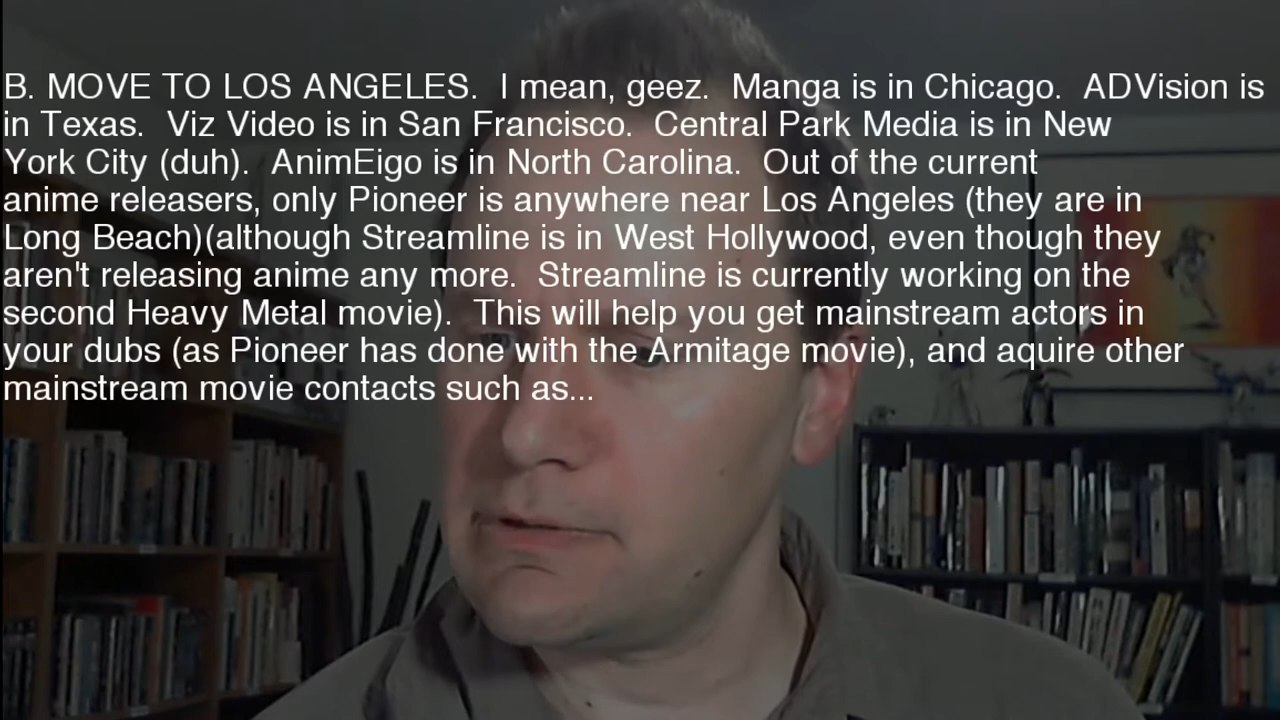 B. MOVE TO LOS ANGELES.  I mean, geez.  Manga is in Chicago.  ADVision is
in Texas.  Viz Video is in San Francisco.  Central Park Media is in New
York City (duh).  AnimEigo is in North Carolina.  Out of the current
anime releasers, only Pioneer is anywhere near Los Angeles (they are in
Long Beach)(although Streamline is in West Hollywood, even though they
aren't releasing anime any more.  Streamline is currently working on the
second Heavy Metal movie).  This will help you get mainstream actors in
your dubs (as Pioneer has done with the Armitage movie), and aquire other
mainstream movie contacts such as...